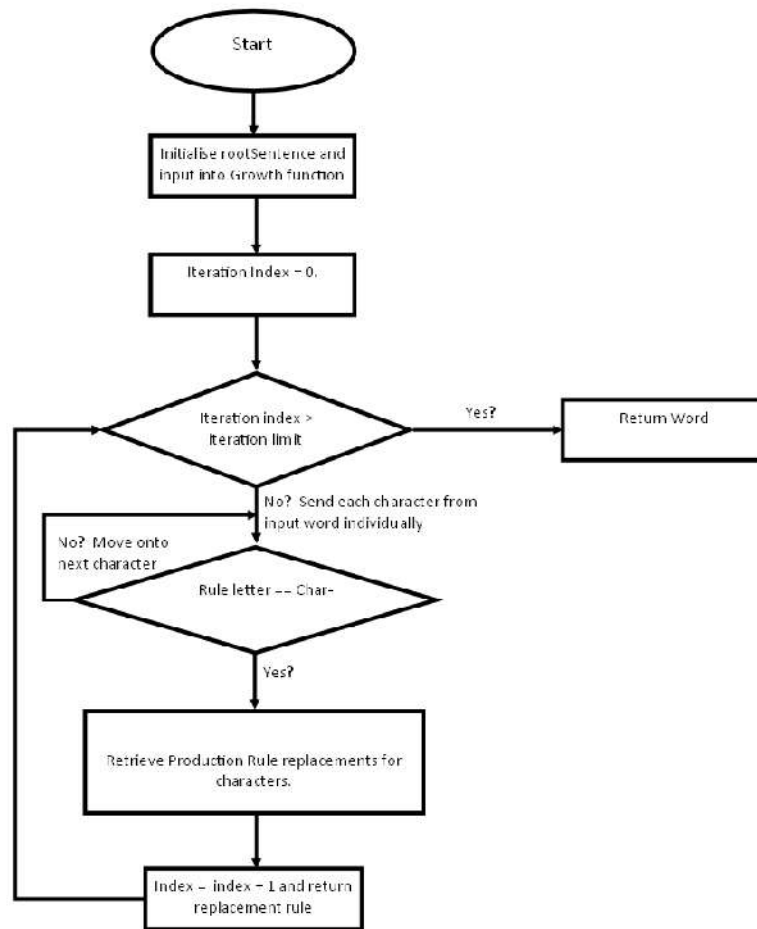 Start
Initialise rootSentence and
input into Growth function
Iteration Index = 0.
Iteration index >
Iteration limit
Yes?
Return Word
No? Send each character from
input word individually
No? Move onto
next character
Rule letter == Char-
Yes?
Retrieve Production Rule replacements for
characters.
Index = index + 1 and return
replacement rule